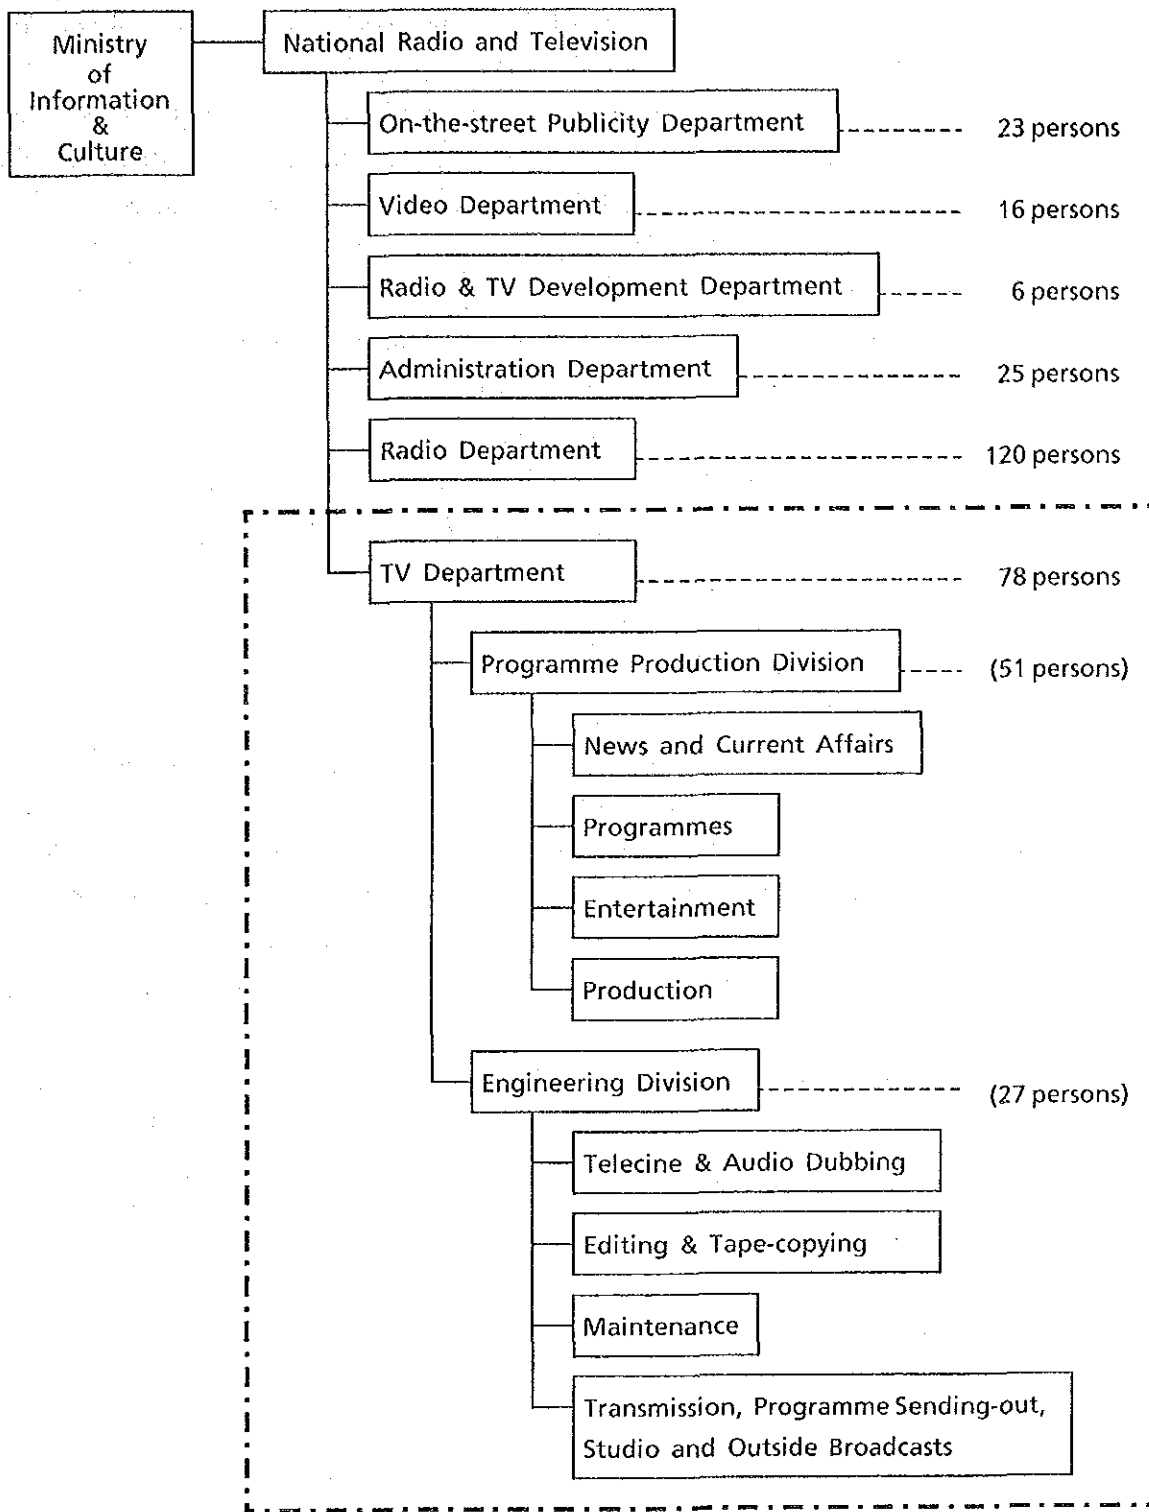 Ministry
of
Information
&
Culture
National Radio and Television
On-the-street Publicity Department
23 persons
Video Department
16 persons
Radio & TV Development Department
6 persons
Administration Department
25 persons
Radio Department
120 persons
TV Department
78 persons
Programme Production Division
(51 persons)
News and Current Affairs
Programmes
Entertainment
Production
Engineering Division
(27 persons)
Telecine & Audio Dubbing
Editing & Tape-copying
Maintenance
Transmission, Programme Sending-out,
Studio and Outside Broadcasts